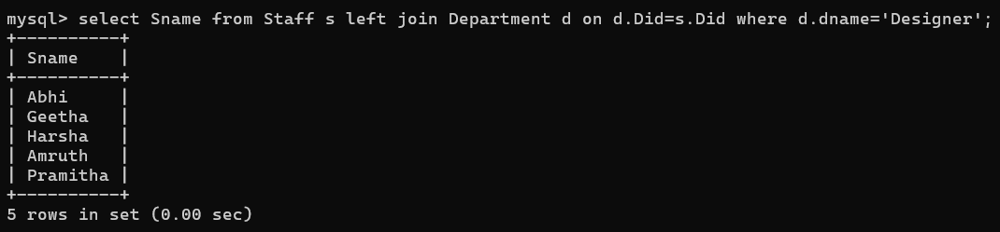 mysql> select Sname from Staff s left join Department d on d.Did=s.Did where d.dname='Designer';
+----------+
| Sname    |
+----------+
| Abhi     |
| Geetha   |
| Harsha   |
| Amruth   |
| Pramitha |
+----------+
5 rows in set (0.00 sec)